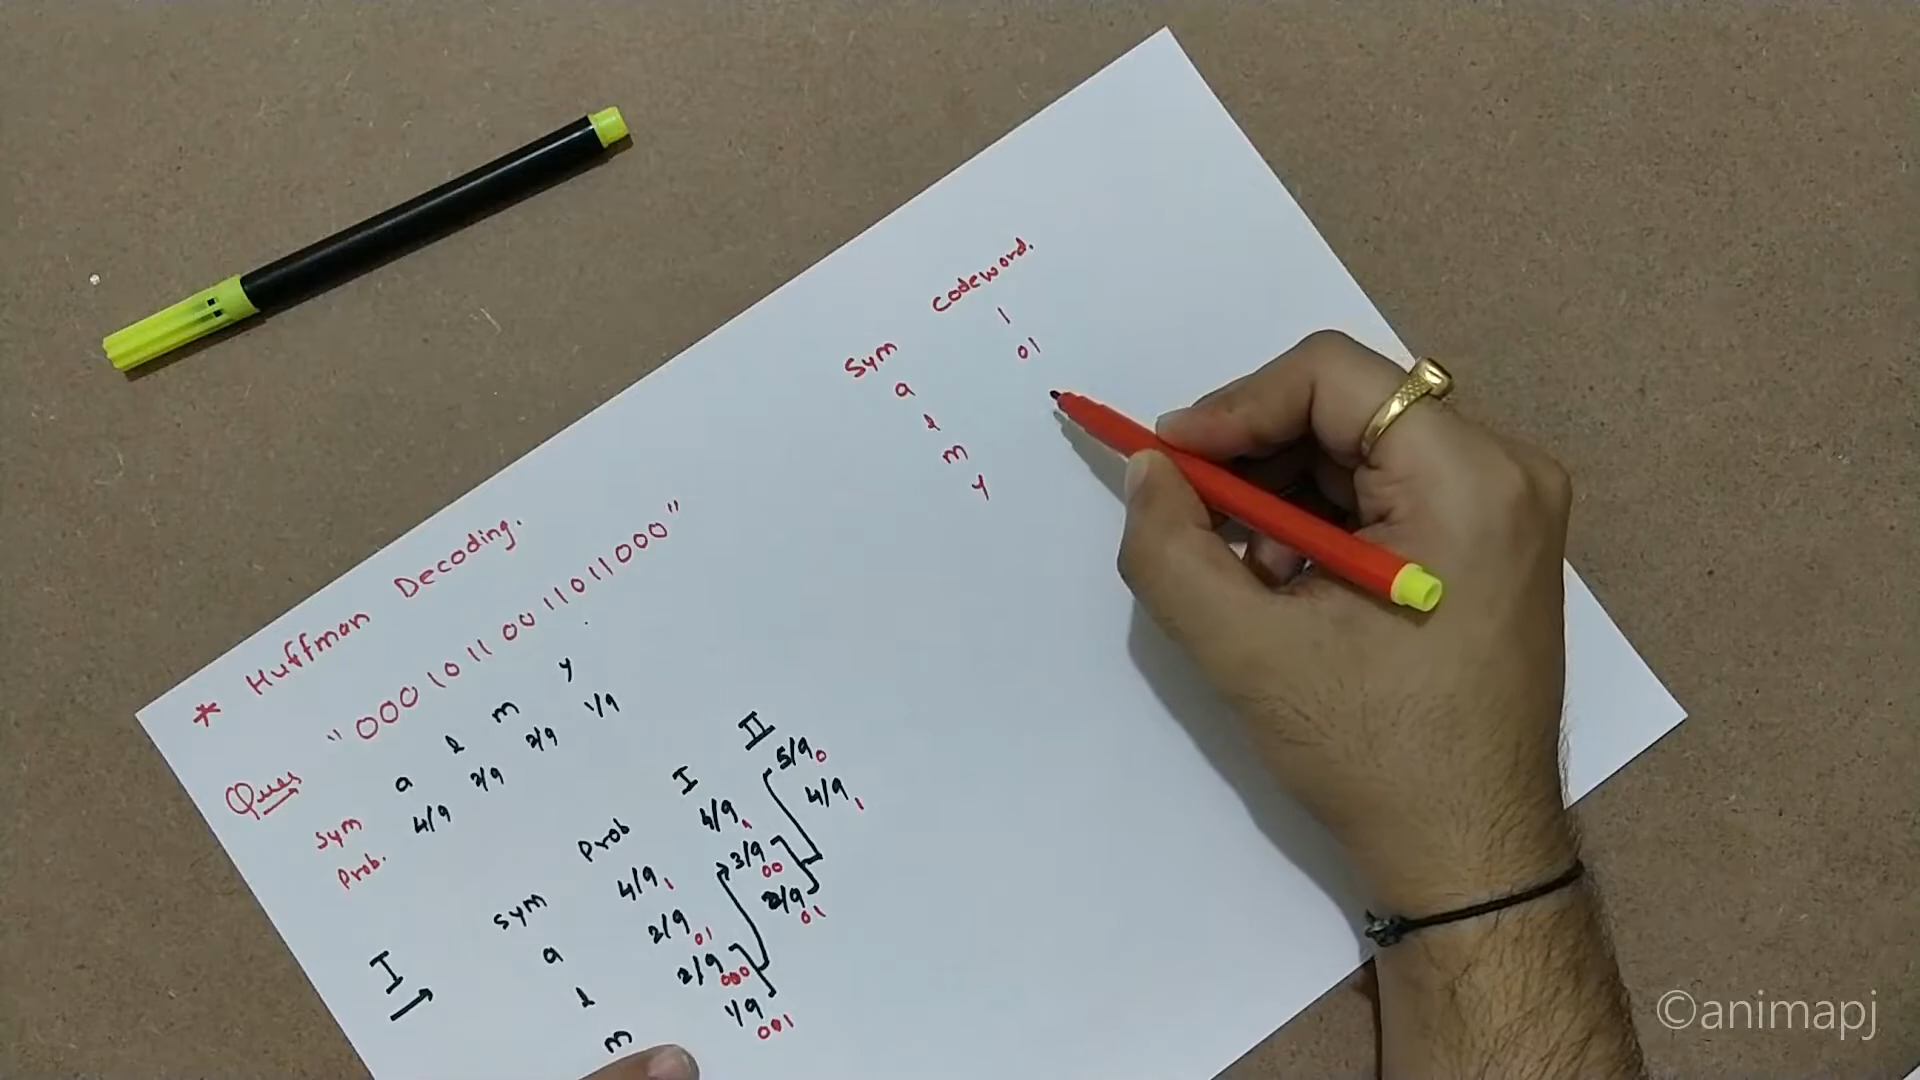 * Huffman Decoding.
Ques "0001011001101 1000"
Sym a l m y
Prob. 4/9 2/9 2/9 1/9
I →
Sym Prob I II
a 4/9 1 4/9 1 5/9 0
l 2/9 01 3/9 00 4/9 1
m 2/9 000 2/9 01
1/9 001
Sym Codeword.
a 1
l 01
m
y
©animapj